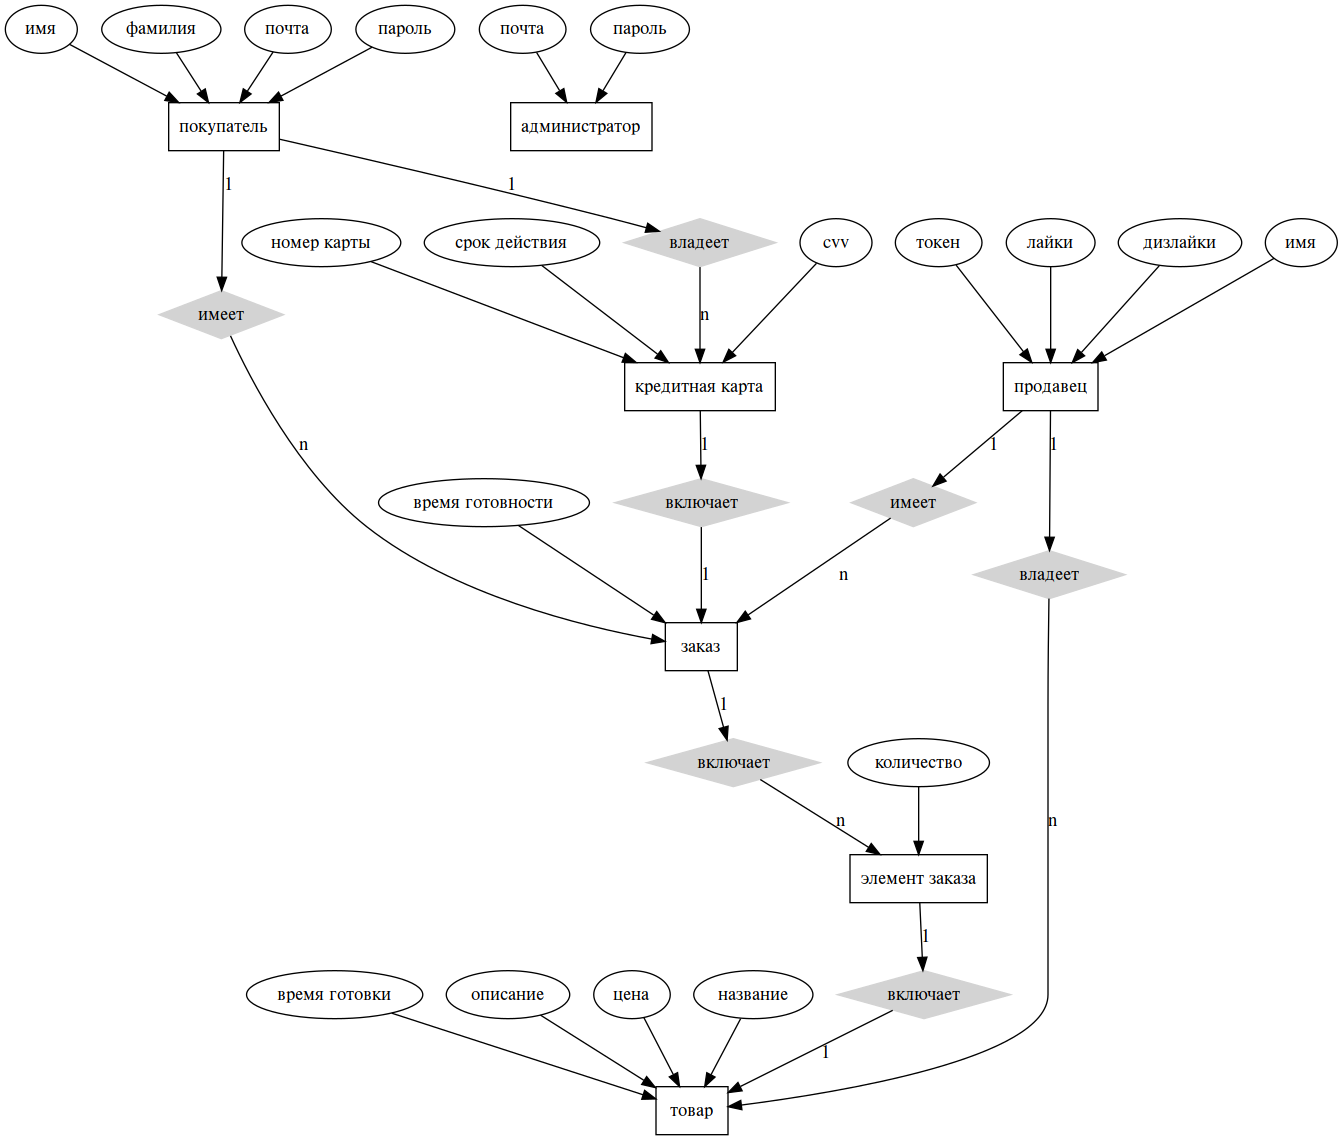 имя
фамилия
почта
пароль
почта
пароль
покупатель
администратор
1
1
номер карты
срок действия
владеет
cvv
токен
лайки
дизлайки
имя
имеет
n
кредитная карта
продавец
n
1
1
1
время готовности
включает
имеет
1
n
владеет
заказ
1
включает
количество
n
n
элемент заказа
1
время готовки
описание
цена
название
включает
1
товар